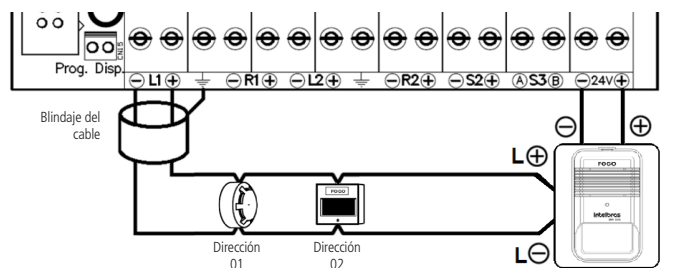 CN15
Prog. Disp.
⊖ L1 ⊕ ⏚ ⊖ R1 ⊕ ⊖ L2 ⊕ ⏚ ⊖ R2 ⊕ ⊖ S2 ⊕ Ⓐ S3 Ⓑ ⊖ 24V ⊕
Blindaje del
cable
⊖ ⊕
L⊕
FOGO
FOGO
intelbras
L⊖
Dirección
01
Dirección
02